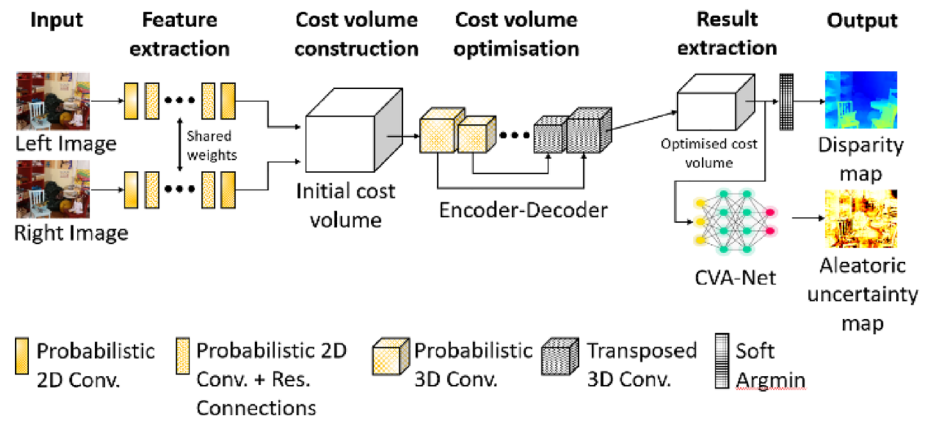 Input
Feature
extraction
Cost volume
construction
Cost volume
optimisation
Result
extraction
Output
Left Image
Shared
weights
Right Image
Initial cost
volume
Encoder-Decoder
Optimised cost
volume
CVA-Net
Disparity
map
Aleatoric
uncertainty
map
Probabilistic
2D Conv.
Probabilistic 2D
Conv. + Res.
Connections
Probabilistic
3D Conv.
Transposed
3D Conv.
Soft
Argmin